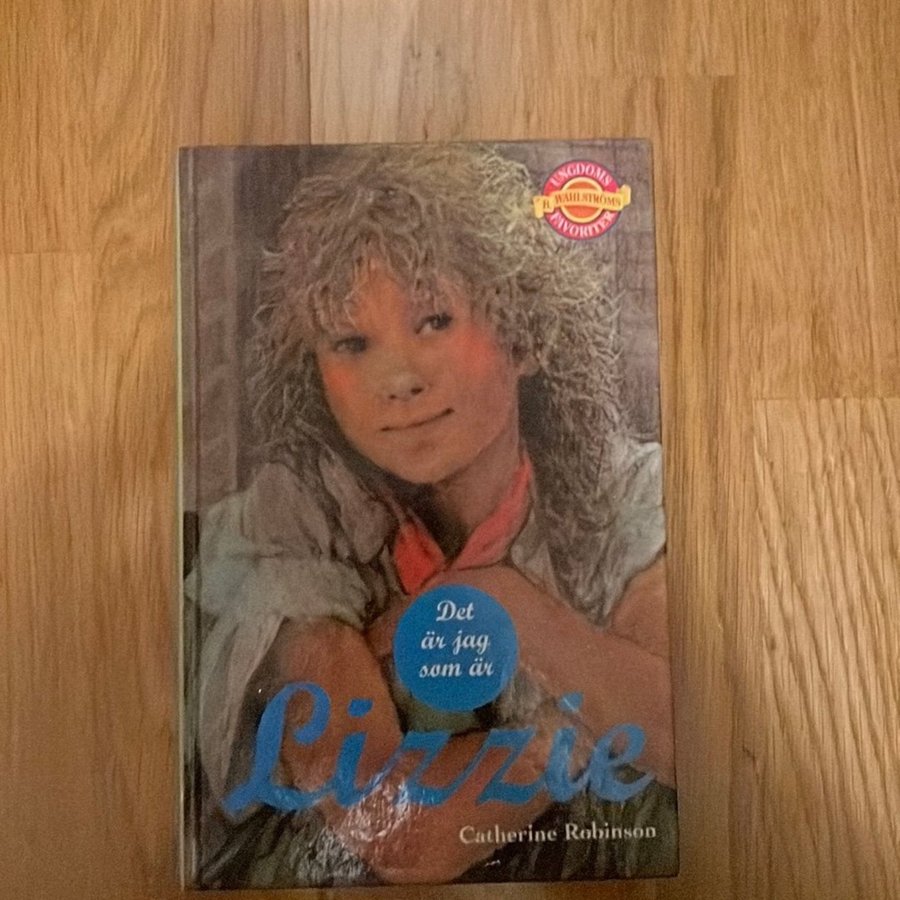 UNGDOMS
B. WAHLSTRÖMS
FAVORITER
Det
är jag
som är
Lizzie
Catherine Robinson